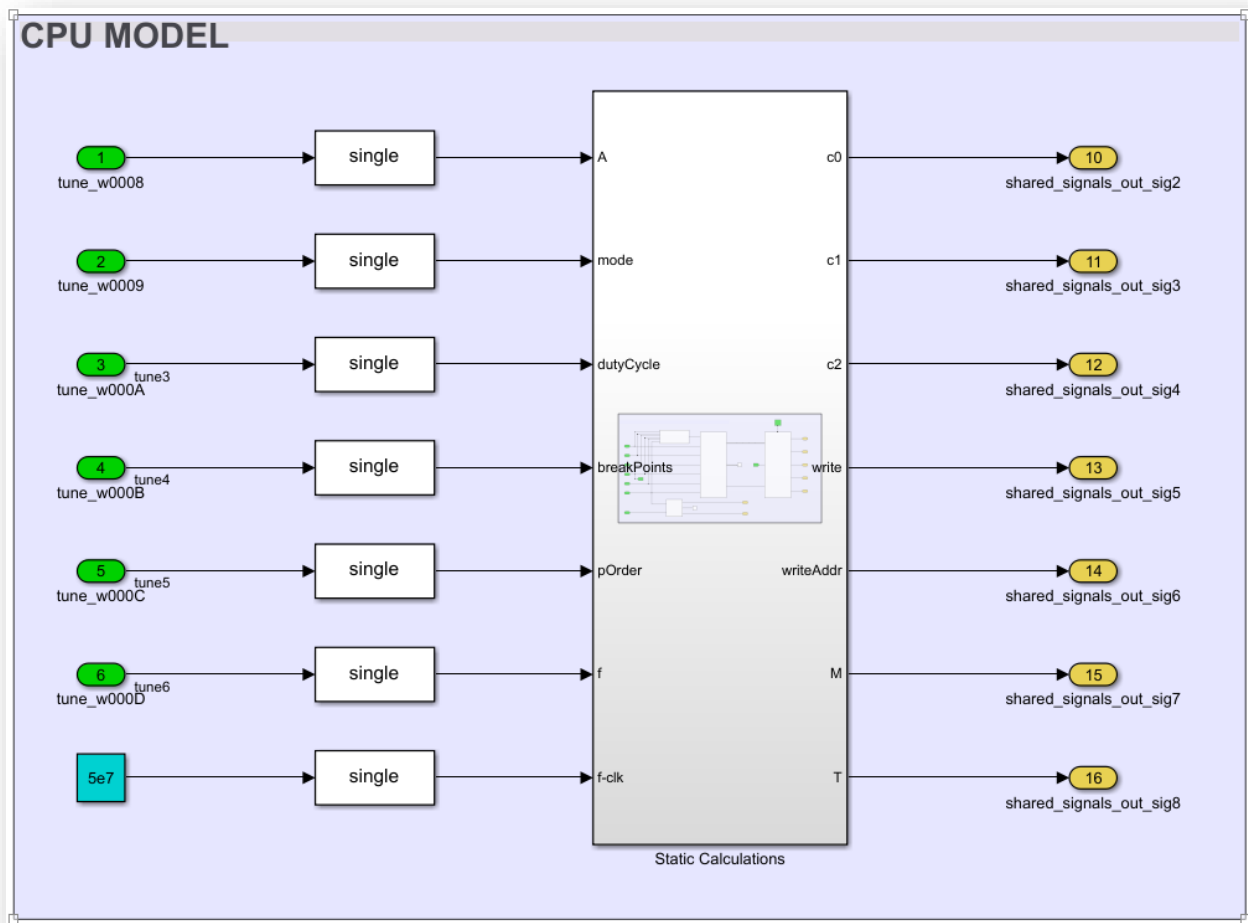 CPU MODEL
1
tune_w0008
single
A
c0
10
shared_signals_out_sig2
2
tune_w0009
single
mode
c1
11
shared_signals_out_sig3
3
tune3
tune_w000A
single
dutyCycle
c2
12
shared_signals_out_sig4
4
tune4
tune_w000B
single
breakPoints
write
13
shared_signals_out_sig5
5
tune5
tune_w000C
single
pOrder
writeAddr
14
shared_signals_out_sig6
6
tune6
tune_w000D
single
f
M
15
shared_signals_out_sig7
5e7
single
f-clk
T
16
shared_signals_out_sig8
Static Calculations